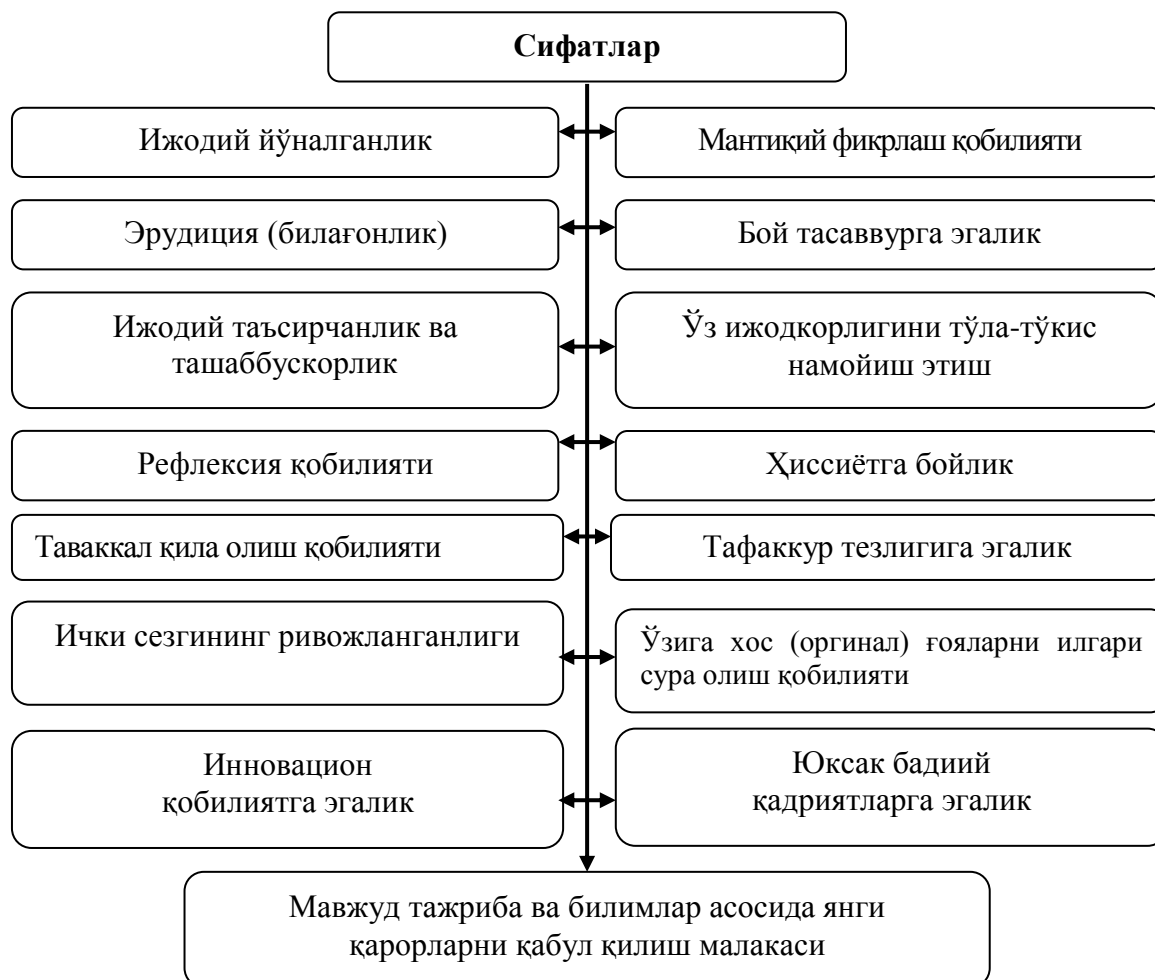 Сифатлар
Ижодий йўналганлик
Мантиқий фикрлаш қобилияти
Эрудиция (билағонлик)
Бой тасаввурга эгалик
Ижодий таъсирчанлик ва
ташаббускорлик
Ўз ижодкорлигини тўла-тўкис
намойиш этиш
Рефлексия қобилияти
Ҳиссиётга бойлик
Таваккал қила олиш қобилияти
Тафаккур тезлигига эгалик
Ички сезгининг ривожланганлиги
Ўзига хос (оргинал) ғояларни илгари
сура олиш қобилияти
Инновацион
қобилиятга эгалик
Юксак бадиий
қадриятларга эгалик
Мавжуд тажриба ва билимлар асосида янги
қарорларни қабул қилиш малакаси